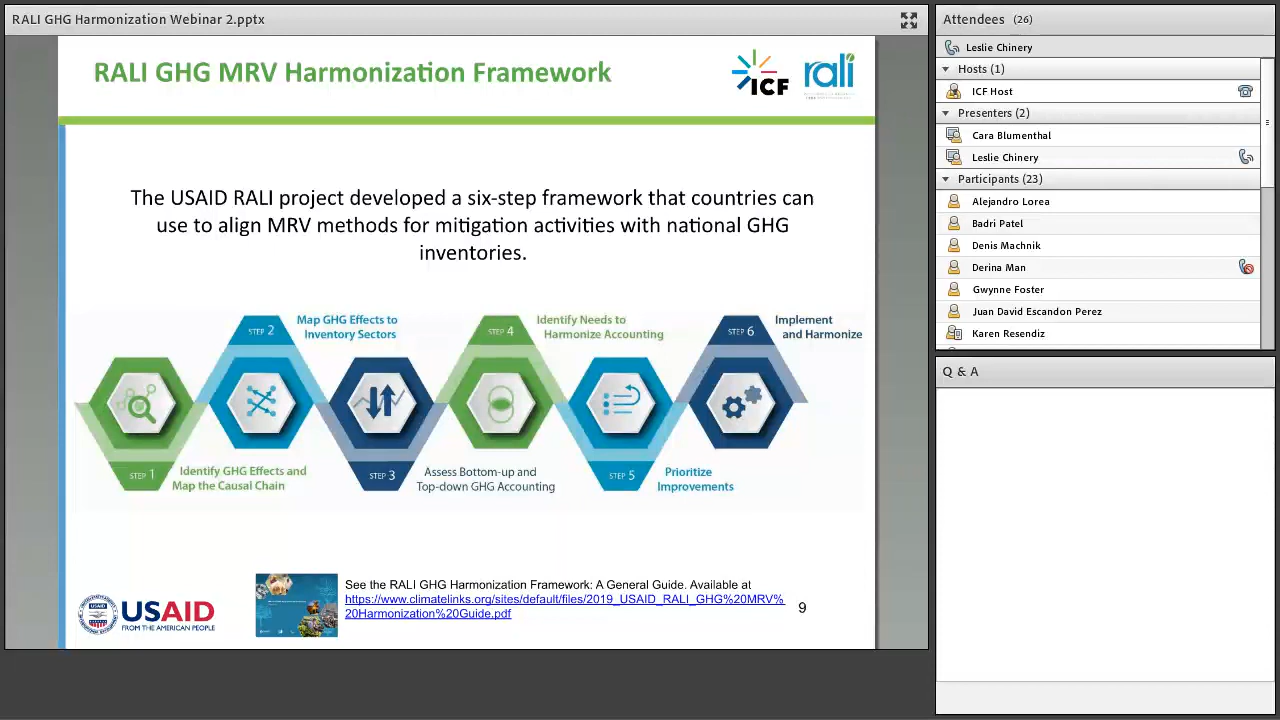 RALI GHG Harmonization Webinar 2.pptx
RALI GHG MRV Harmonization Framework
ICF
rali
The USAID RALI project developed a six-step framework that countries can
use to align MRV methods for mitigation activities with national GHG
inventories.
STEP 2
Map GHG Effects to
Inventory Sectors
STEP 4
Identify Needs to
Harmonize Accounting
STEP 6
Implement
and Harmonize
STEP 1
Identify GHG Effects and
Map the Causal Chain
STEP 3
Assess Bottom-up and
Top-down GHG Accounting
STEP 5
Prioritize
Improvements
USAID
FROM THE AMERICAN PEOPLE
See the RALI GHG Harmonization Framework: A General Guide. Available at
https://www.climatelinks.org/sites/default/files/2019_USAID_RALI_GHG%20MRV%
20Harmonization%20Guide.pdf
9
Attendees (26)
Leslie Chinery
Hosts (1)
ICF Host
Presenters (2)
Cara Blumenthal
Leslie Chinery
Participants (23)
Alejandro Lorea
Badri Patel
Denis Machnik
Derina Man
Gwynne Foster
Juan David Escandon Perez
Karen Resendiz
Q & A